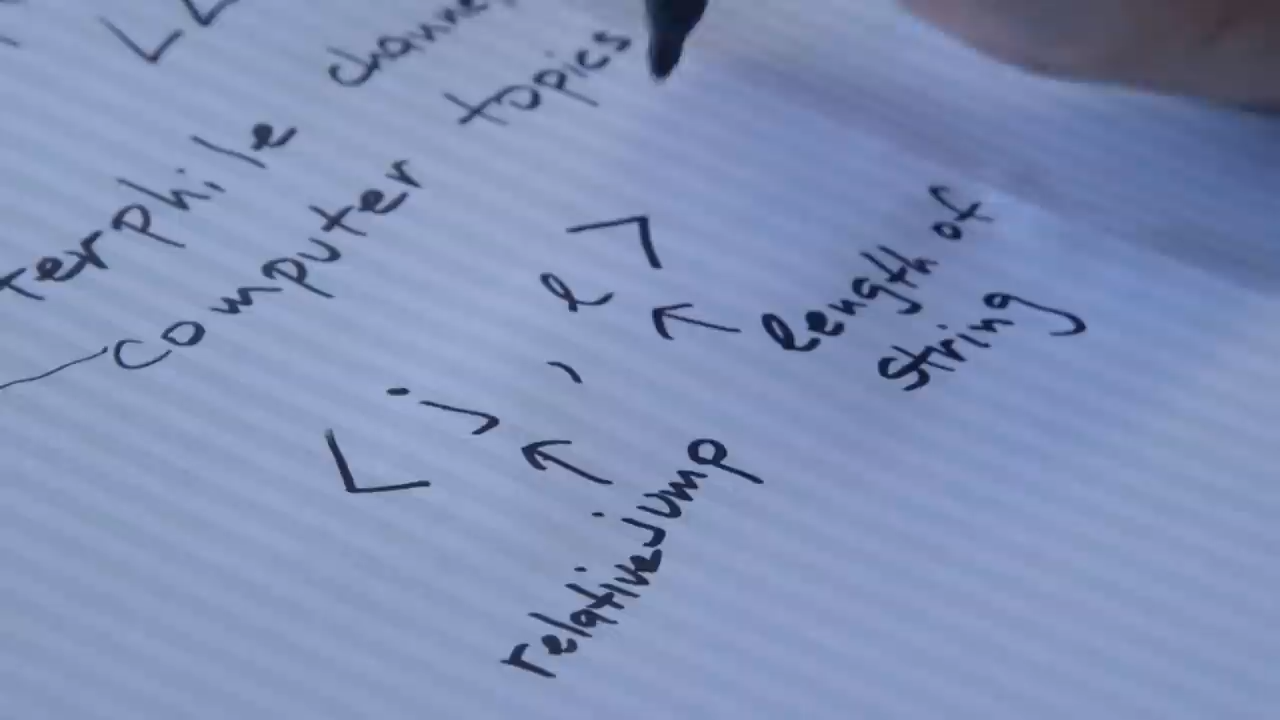 terphile channel
computer topics
<j, l>
relative jump
length of
string